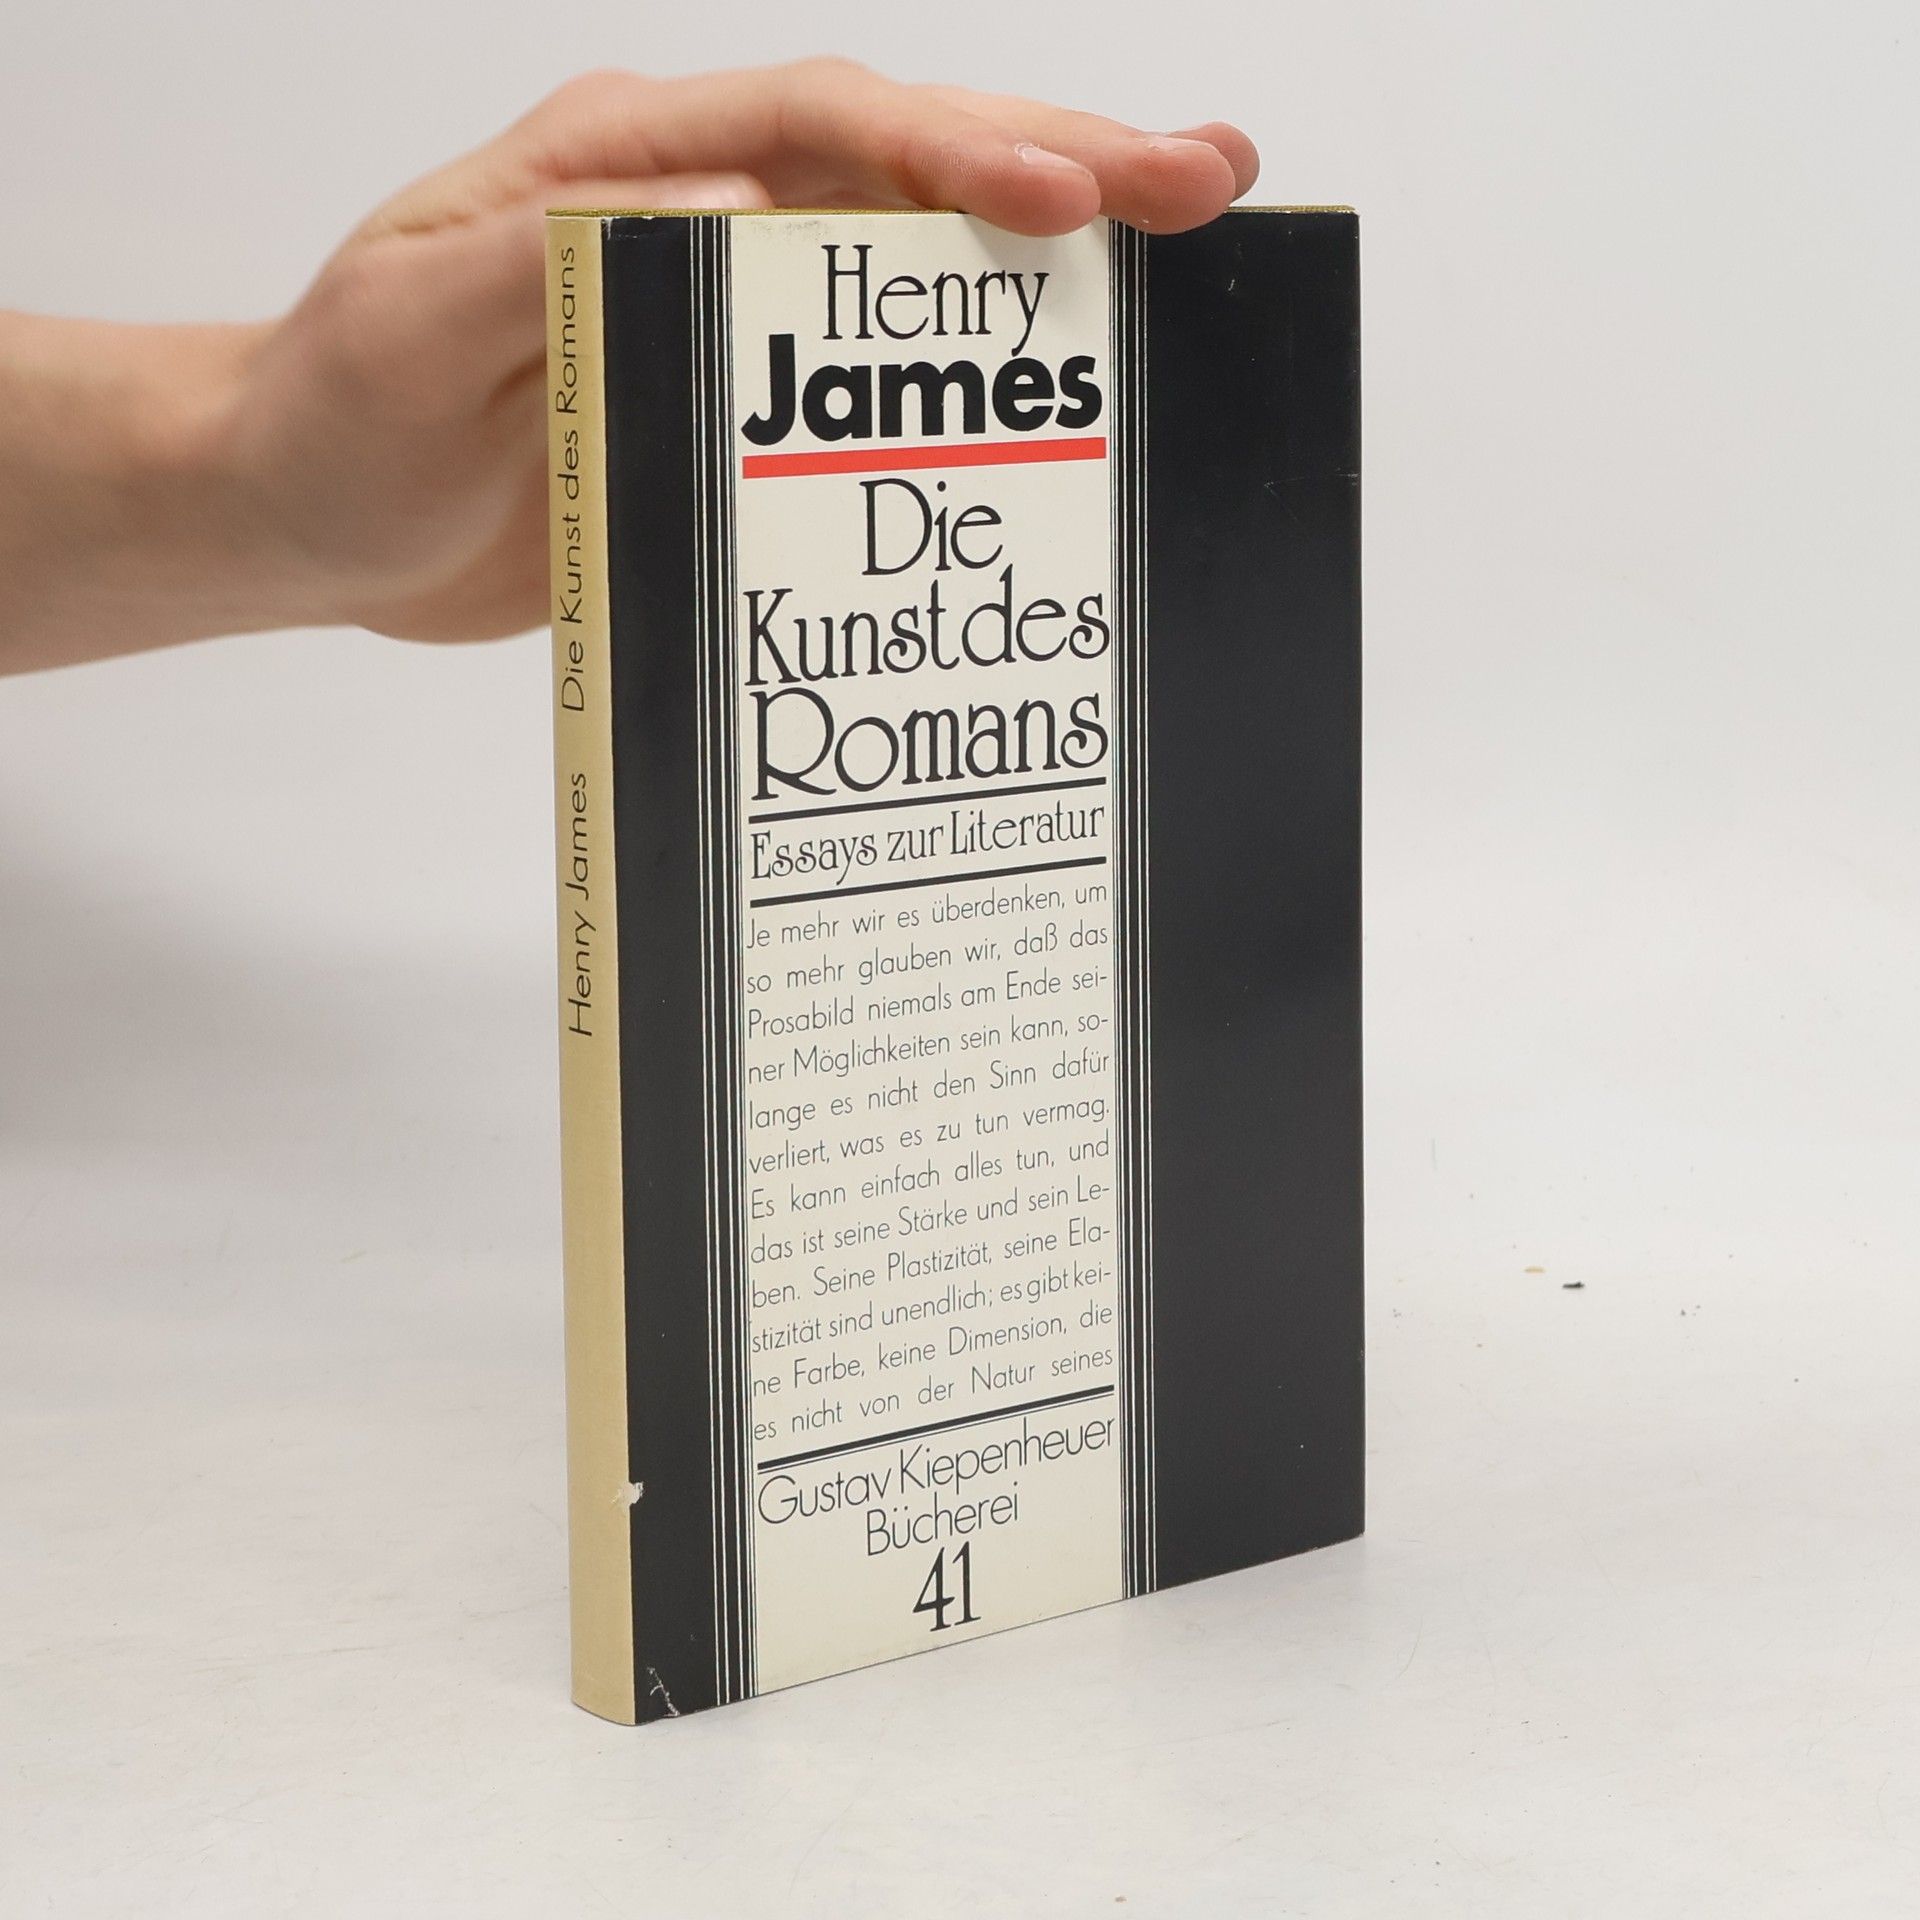 Henry James Die Kunst des Romans
Henry
James
Die
Kunst des
Romans
Essays zur Literatur
Je mehr wir es überdenken, um
so mehr glauben wir, daß das
Prosabild niemals am Ende sei-
ner Möglichkeiten sein kann, so-
lange es nicht den Sinn dafür
verliert, was es zu tun vermag.
Es kann einfach alles tun, und
das ist seine Stärke und sein Le-
ben. Seine Plastizität, seine Ela-
stizität sind unendlich; es gibt kei-
ne Farbe, keine Dimension, die
es nicht von der Natur seines
Gustav Kiepenheuer
Bücherei
41